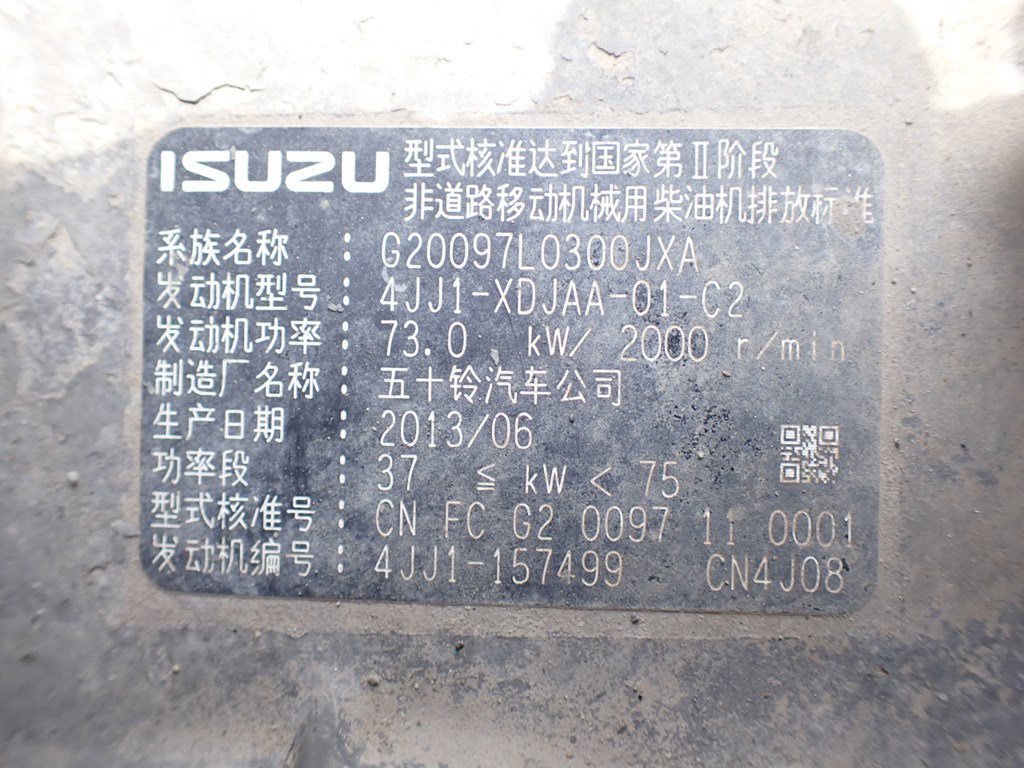 ISUZU 型式核准达到国家第Ⅱ阶段
非道路移动机械用柴油机排放标准
系族名称 : G20097L0300JXA
发动机型号 : 4JJ1-XDJAA-01-C2
发动机功率 : 73.0 kW/ 2000 r/min
制造厂名称 : 五十铃汽车公司
生产日期 : 2013/06
功率段 : 37 ≦ kW < 75
型式核准号 : CN FC G2 0097 11 0001
发动机编号 : 4JJ1-157499 CN4J08